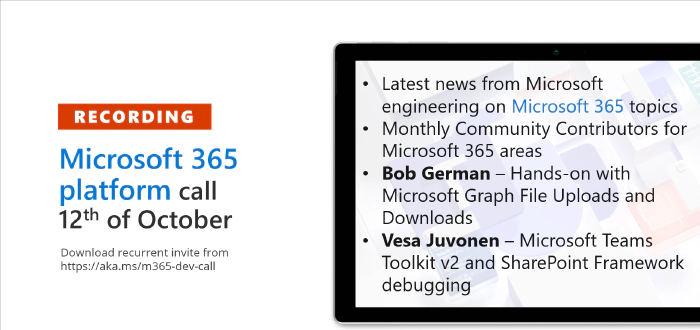 RECORDING
Microsoft 365
platform call
12th of October
Download recurrent invite from
https://aka.ms/m365-dev-call
• Latest news from Microsoft
engineering on Microsoft 365 topics
• Monthly Community Contributors for
Microsoft 365 areas
• Bob German – Hands-on with
Microsoft Graph File Uploads and
Downloads
• Vesa Juvonen – Microsoft Teams
Toolkit v2 and SharePoint Framework
debugging